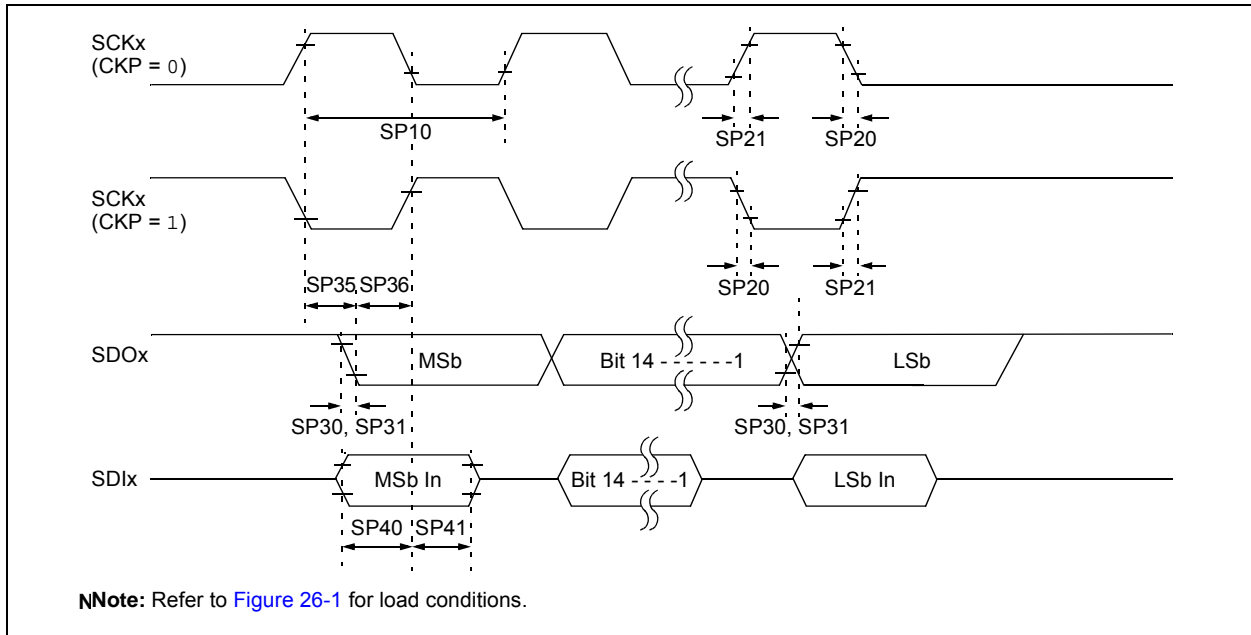 SCKx
(CKP = 0)
SP10
SP21
SP20
SCKx
(CKP = 1)
SP20
SP21
SP35
SP36
SDOx
MSb
Bit 14 - - - - - -1
LSb
SP30, SP31
SP30, SP31
SDIx
MSb In
Bit 14 - - - -1
LSb In
SP40
SP41
NNote: Refer to Figure 26-1 for load conditions.